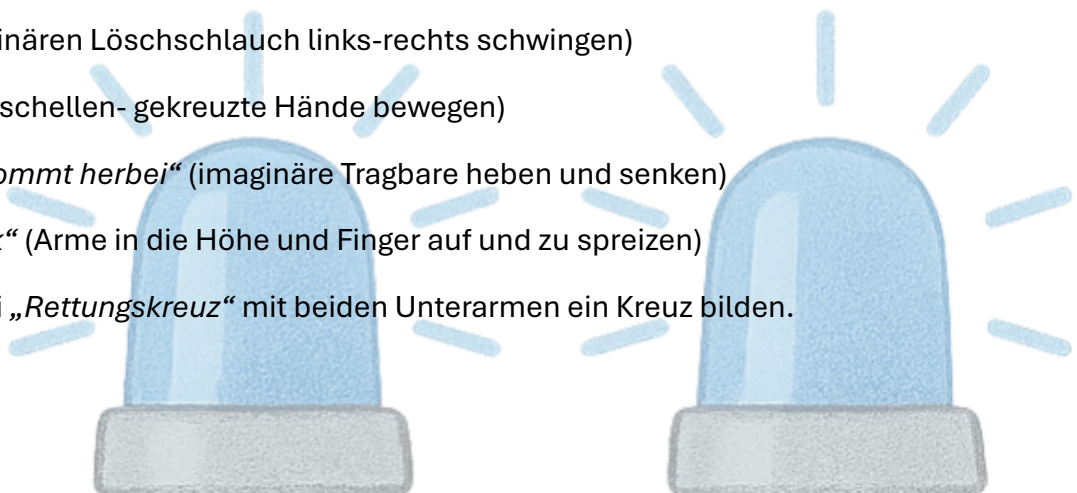 inären Löschschlauch links-rechts schwingen)
schellen- gekreuzte Hände bewegen)
ommt herbei“ (imaginäre Tragbare heben und senken)
“ (Arme in die Höhe und Finger auf und zu spreizen)
„Rettungskreuz“ mit beiden Unterarmen ein Kreuz bilden.